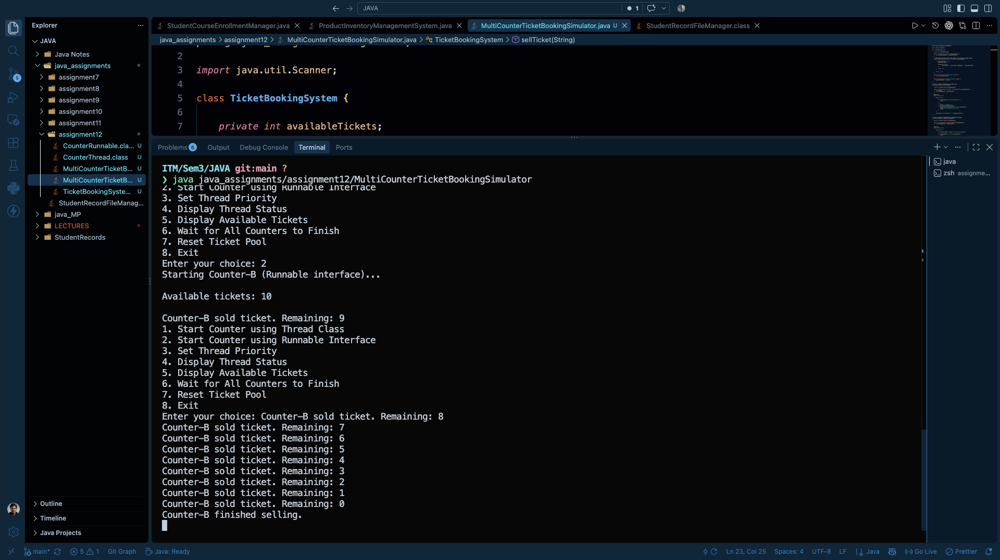 JAVA
1
Explorer
JAVA
Java Notes
java_assignments
assignment7
assignment8
assignment9
assignment10
assignment11
assignment12
CounterRunnable.cla... U
CounterThread.class U
MultiCounterTicketB... U
MultiCounterTicketB... U
TicketBookingSyste... U
StudentRecordFileManag...
java_MP
LECTURES
StudentRecords
5
Outline
Timeline
Java Projects
StudentCourseEnrollmentManager.java
ProductInventoryManagementSystem.java
MultiCounterTicketBookingSimulator.java U
StudentRecordFileManager.class
java_assignments > assignment12 > MultiCounterTicketBookingSimulator.java > TicketBookingSystem > sellTicket(String)
2
3 import java.util.Scanner;
4
5 class TicketBookingSystem {
6
7 private int availableTickets;
Problems 6 Output Debug Console Terminal Ports
ITM/Sem3/JAVA git:main ?
❯ java java_assignments/assignment12/MultiCounterTicketBookingSimulator
2. Start Counter using Runnable Interface
3. Set Thread Priority
4. Display Thread Status
5. Display Available Tickets
6. Wait for All Counters to Finish
7. Reset Ticket Pool
8. Exit
Enter your choice: 2
Starting Counter-B (Runnable interface)...
Available tickets: 10
Counter-B sold ticket. Remaining: 9
1. Start Counter using Thread Class
2. Start Counter using Runnable Interface
3. Set Thread Priority
4. Display Thread Status
5. Display Available Tickets
6. Wait for All Counters to Finish
7. Reset Ticket Pool
8. Exit
Enter your choice: Counter-B sold ticket. Remaining: 8
Counter-B sold ticket. Remaining: 7
Counter-B sold ticket. Remaining: 6
Counter-B sold ticket. Remaining: 5
Counter-B sold ticket. Remaining: 4
Counter-B sold ticket. Remaining: 3
Counter-B sold ticket. Remaining: 2
Counter-B sold ticket. Remaining: 1
Counter-B sold ticket. Remaining: 0
Counter-B finished selling.
java
zsh assignme...
main* 5 1 Git Graph Java: Ready
Ln 23, Col 25 Spaces: 4 UTF-8 LF {} Java Go Live Prettier